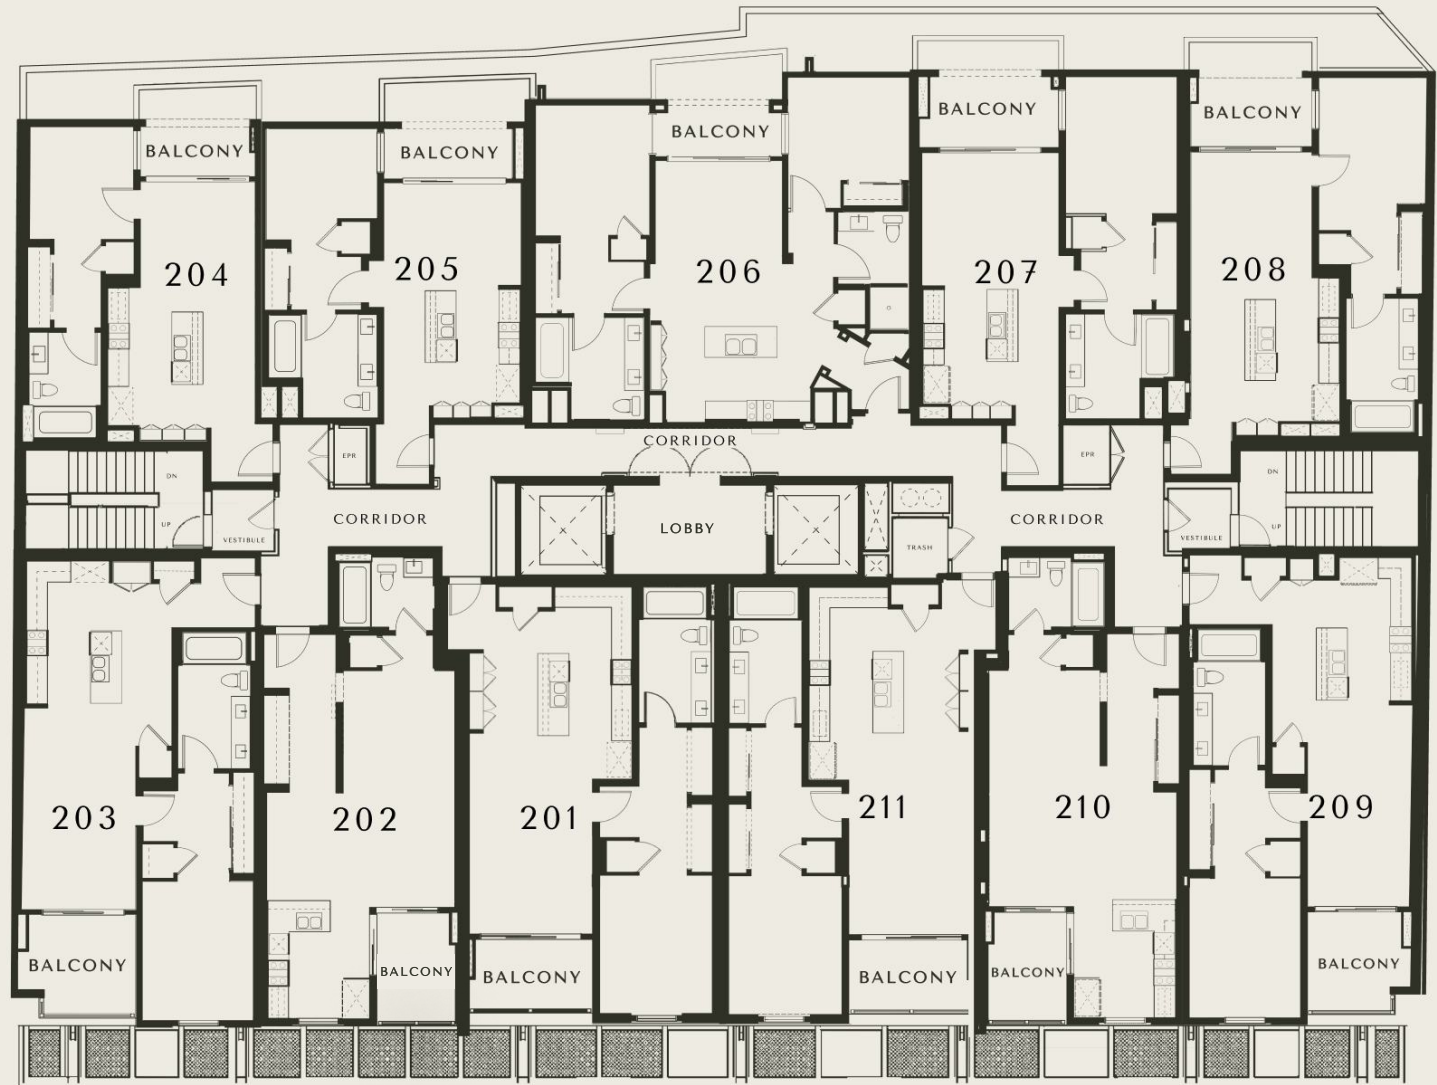 BALCONY
BALCONY
BALCONY
BALCONY
BALCONY
204
205
206
207
208
CORRIDOR
EPR
EPR
DN
DN
UP
UP
VESTIBULE
VESTIBULE
CORRIDOR
LOBBY
CORRIDOR
TRASH
203
202
201
211
210
209
BALCONY
BALCONY
BALCONY
BALCONY
BALCONY
BALCONY